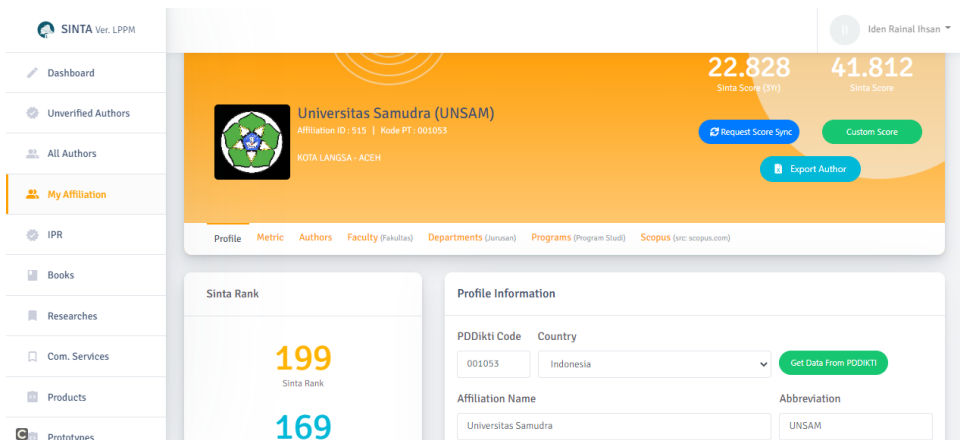 SINTA Ver. LPPM
Iden Rainal Ihsan
Dashboard
Unverified Authors
All Authors
My Affiliation
IPR
Books
Researches
Com. Services
Products
Prototypes
22.828
Sinta Score (3Yr)
41.812
Sinta Score
Universitas Samudra (UNSAM)
Affiliation ID : 515 | Kode PT : 001053
KOTA LANGSA - ACEH
Request Score Sync
Custom Score
Export Author
Profile Metric Authors Faculty (Fakultas) Departments (Jurusan) Programs (Program Studi) Scopus (src: scopus.com)
Sinta Rank
199
Sinta Rank
169
Profile Information
PDDikti Code Country
001053 Indonesia Get Data From PDDIKTI
Affiliation Name Abbreviation
Universitas Samudra UNSAM